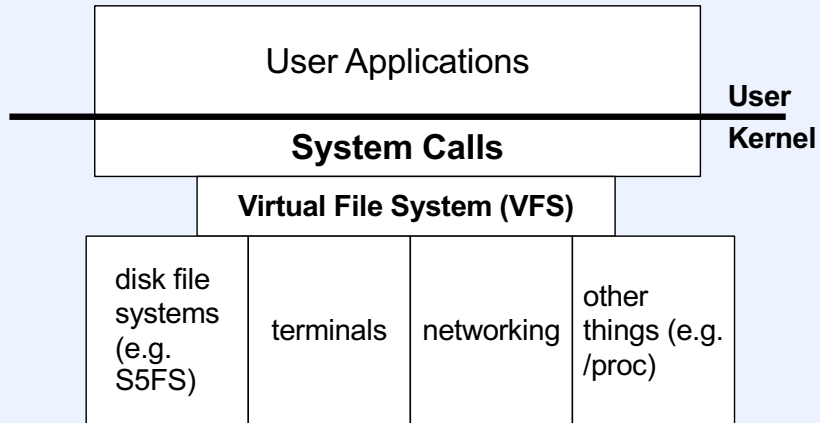 User Applications
User
Kernel
System Calls
Virtual File System (VFS)
disk file
systems
(e.g.
S5FS)
terminals
networking
other
things (e.g.
/proc)